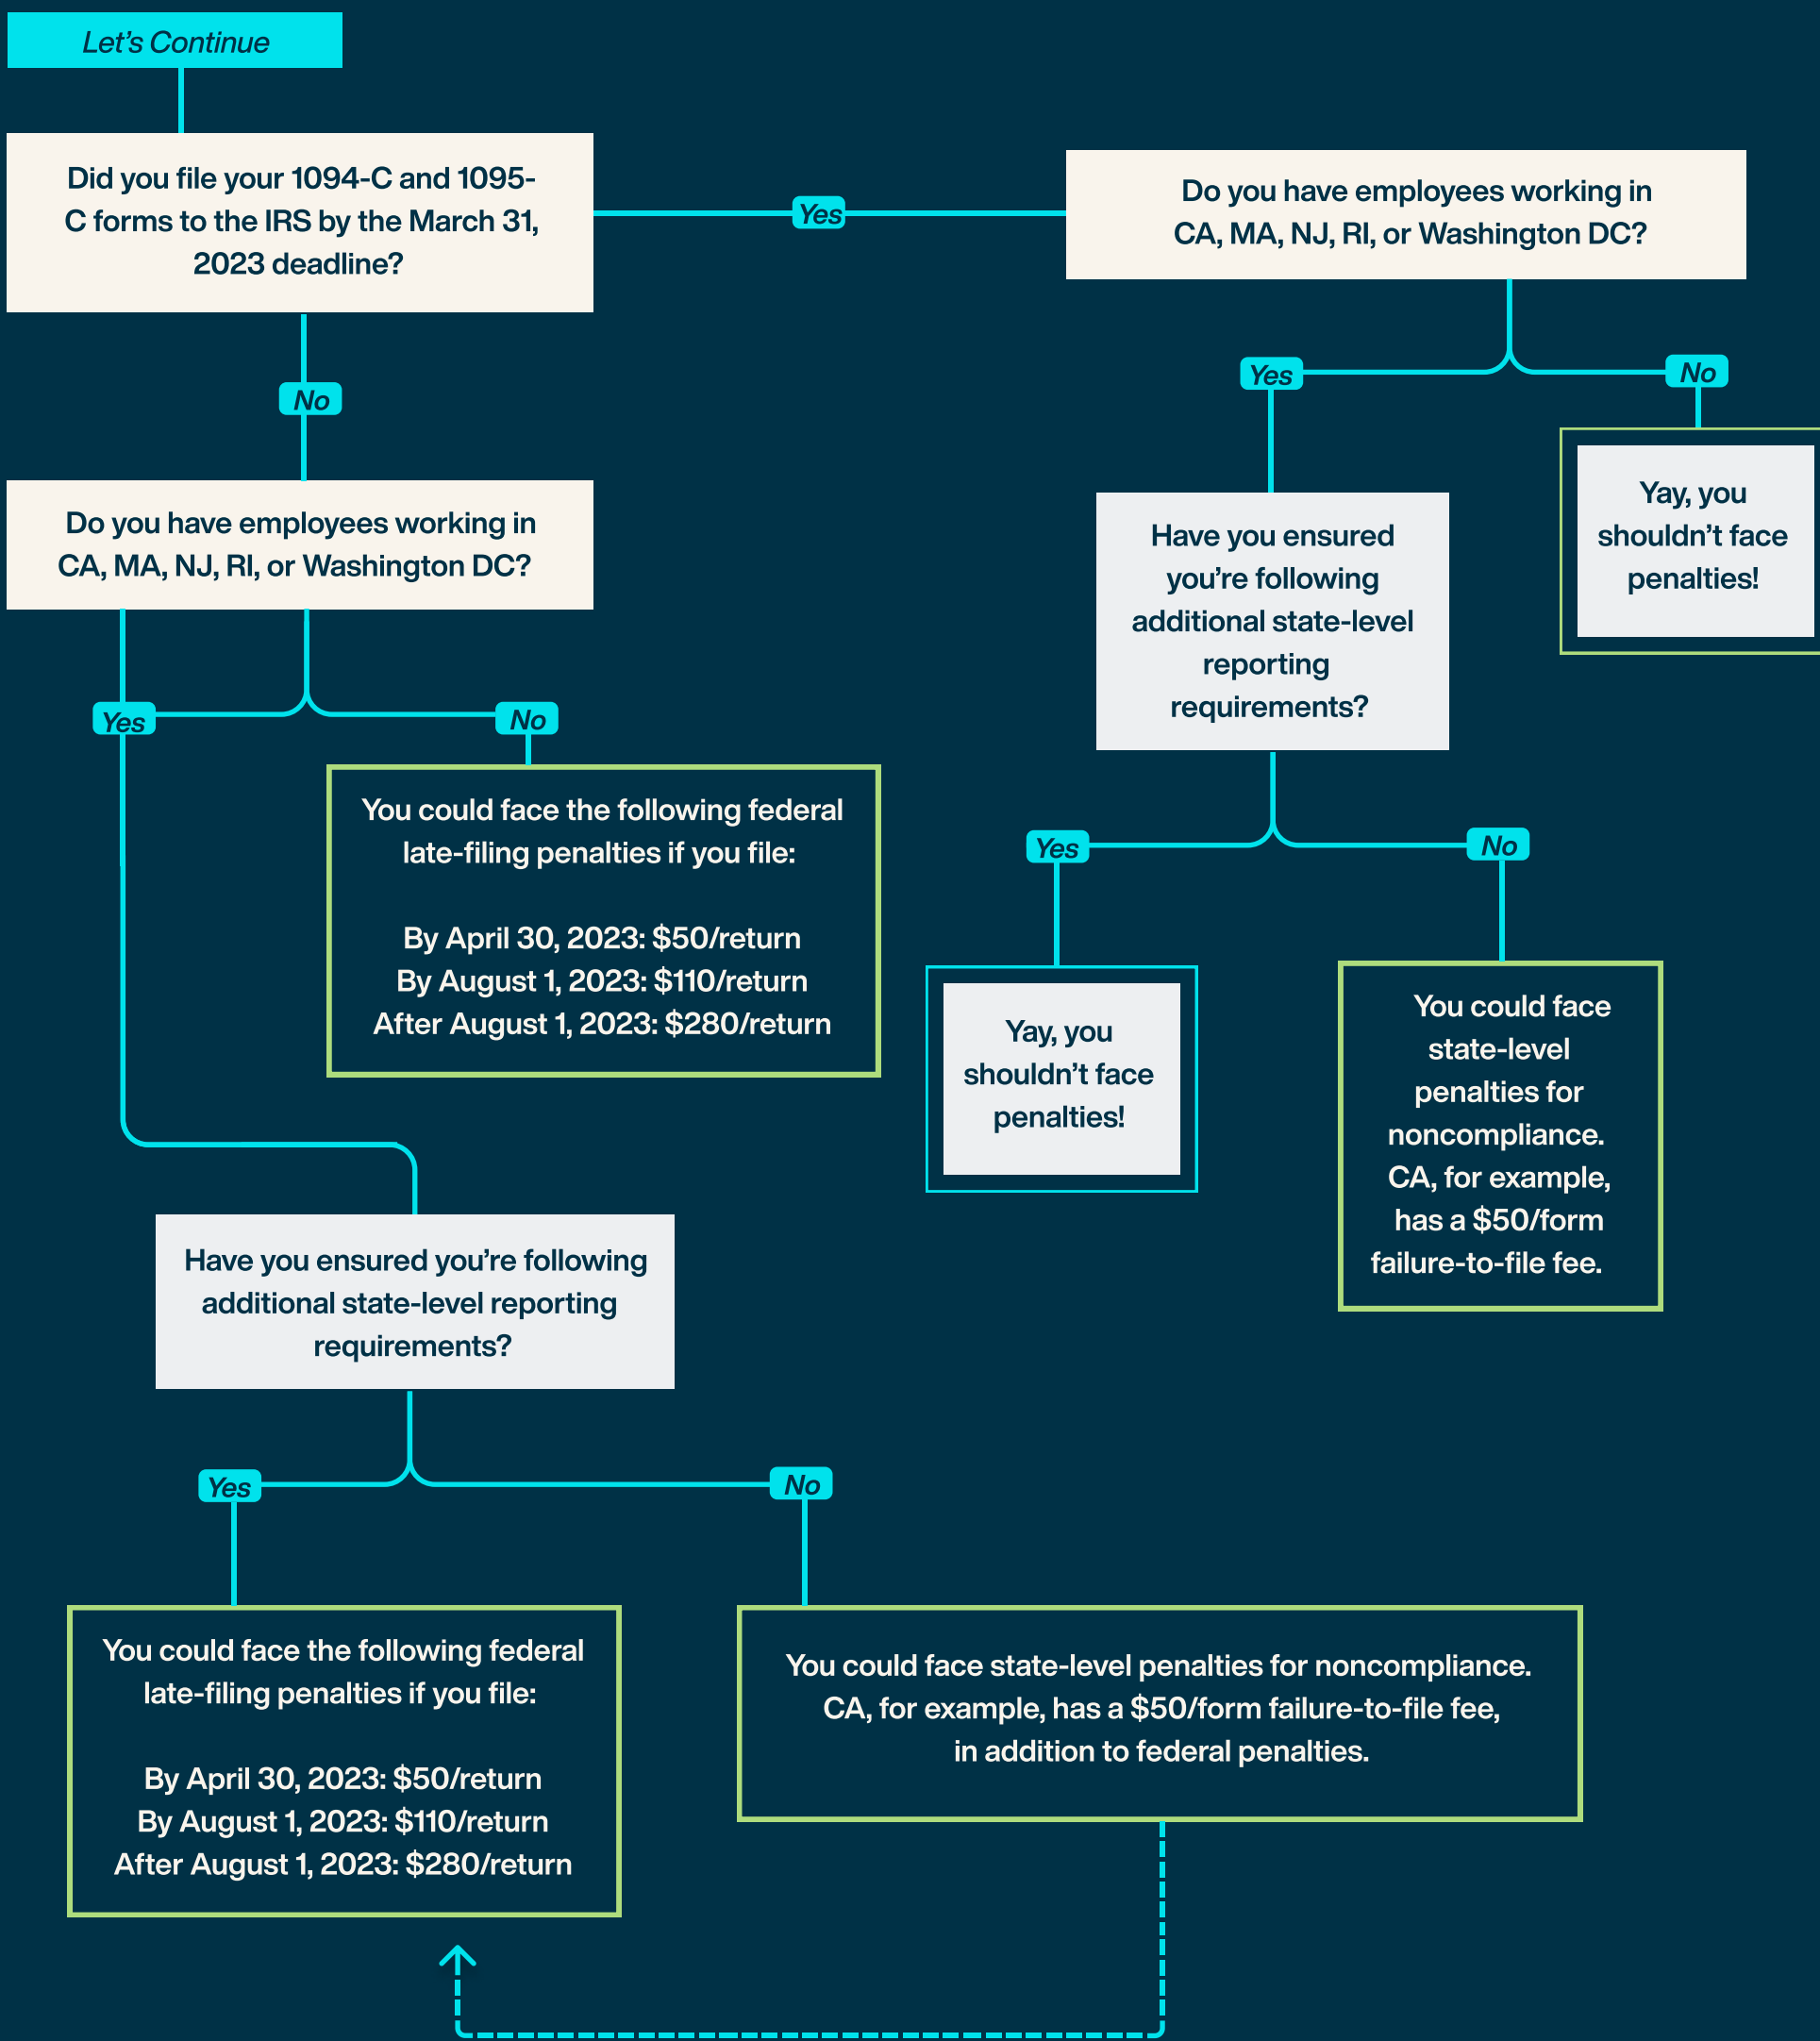 Let's Continue
Did you file your 1094-C and 1095-
C forms to the IRS by the March 31,
2023 deadline?
Yes
Do you have employees working in
CA, MA, NJ, RI, or Washington DC?
Yes
No
Yay, you
shouldn't face
penalties!
Have you ensured
you're following
additional state-level
reporting
requirements?
Yes
No
Yay, you
shouldn't face
penalties!
You could face
state-level
penalties for
noncompliance.
CA, for example,
has a $50/form
failure-to-file fee.
No
Do you have employees working in
CA, MA, NJ, RI, or Washington DC?
Yes
No
You could face the following federal
late-filing penalties if you file:
By April 30, 2023: $50/return
By August 1, 2023: $110/return
After August 1, 2023: $280/return
Have you ensured you're following
additional state-level reporting
requirements?
Yes
No
You could face the following federal
late-filing penalties if you file:
By April 30, 2023: $50/return
By August 1, 2023: $110/return
After August 1, 2023: $280/return
You could face state-level penalties for noncompliance.
CA, for example, has a $50/form failure-to-file fee,
in addition to federal penalties.